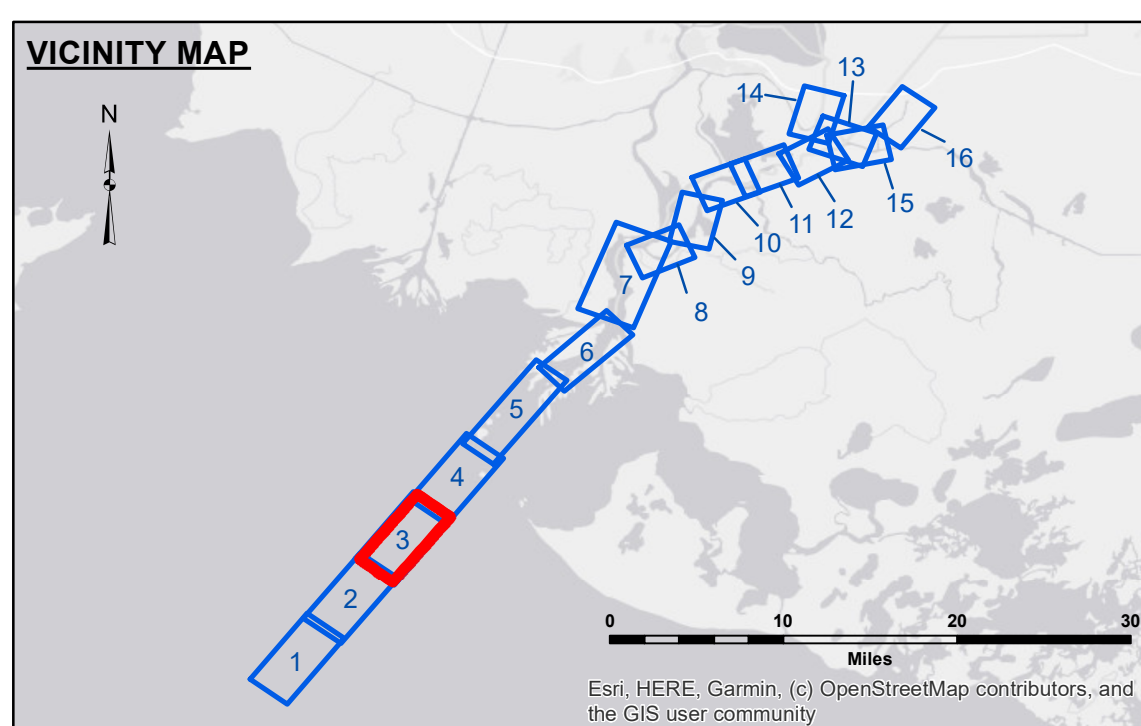 VICINITY MAP
N
13
14
16
15
12
11
10
9
8
7
6
5
4
3
2
1
0 10 20 30
Miles
Esri, HERE, Garmin, (c) OpenStreetMap contributors, and
the GIS user community